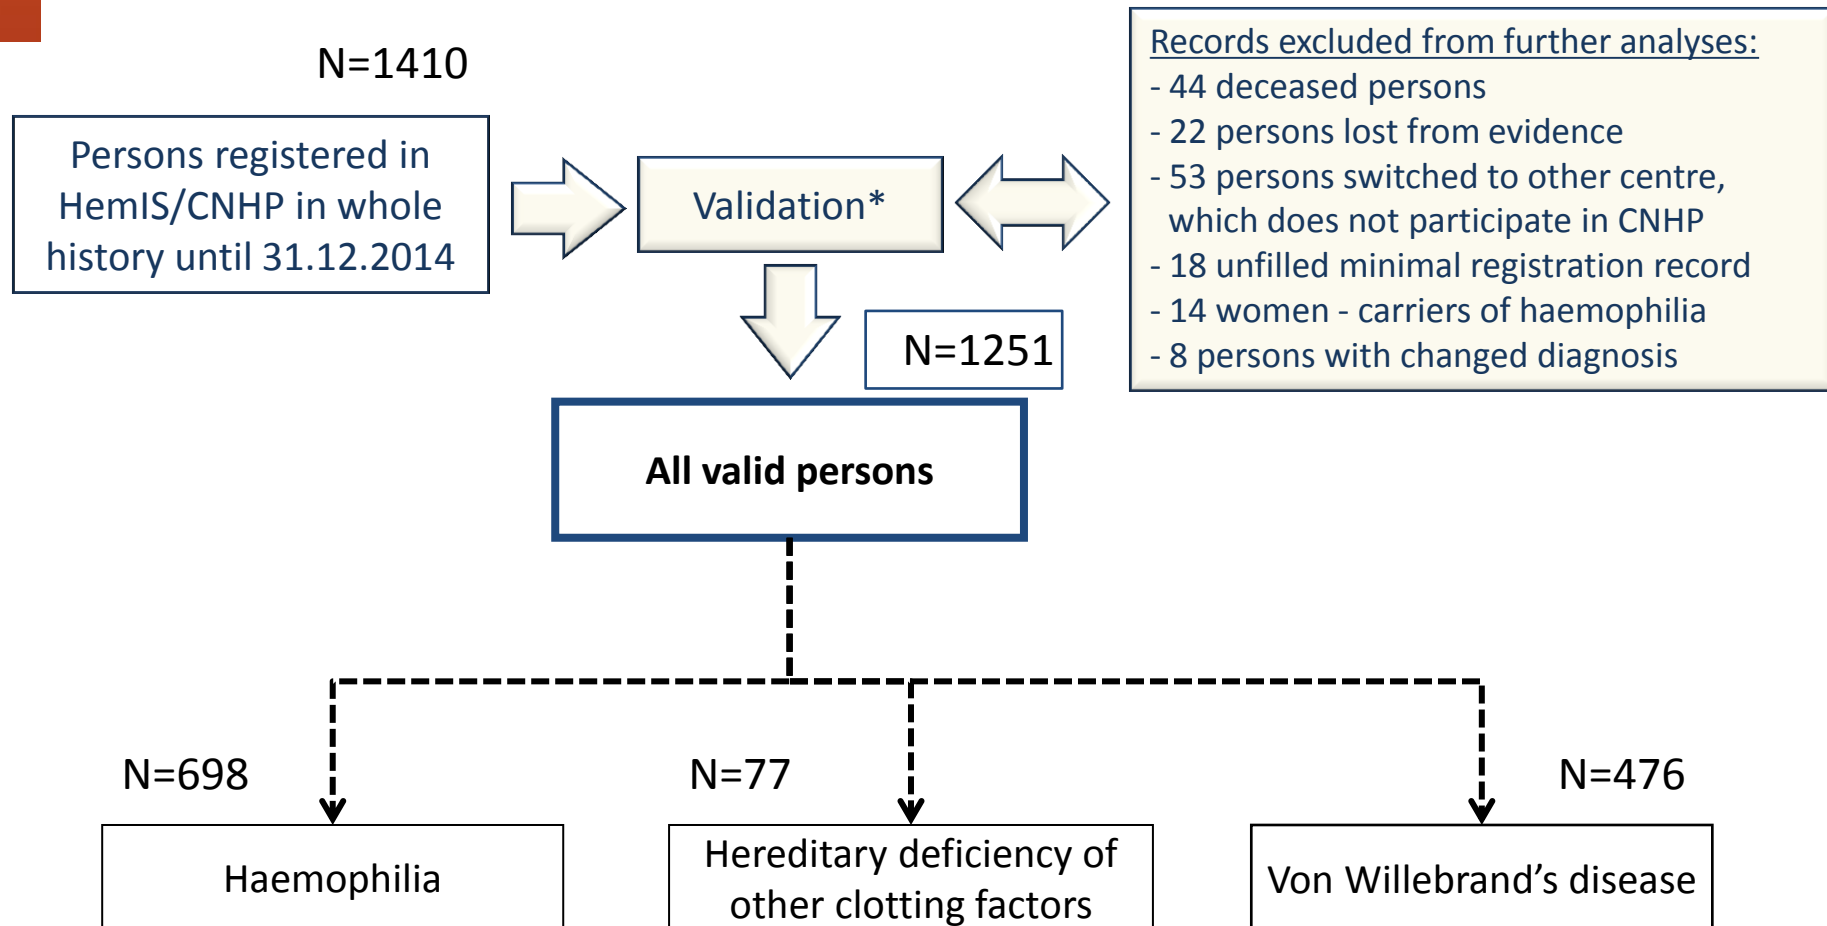 N=1410
Persons registered in
HemIS/CNHP in whole
history until 31.12.2014
Validation*
Records excluded from further analyses:
- 44 deceased persons
- 22 persons lost from evidence
- 53 persons switched to other centre,
which does not participate in CNHP
- 18 unfilled minimal registration record
- 14 women - carriers of haemophilia
- 8 persons with changed diagnosis
N=1251
All valid persons
N=698
N=77
N=476
Haemophilia
Hereditary deficiency of
other clotting factors
Von Willebrand’s disease